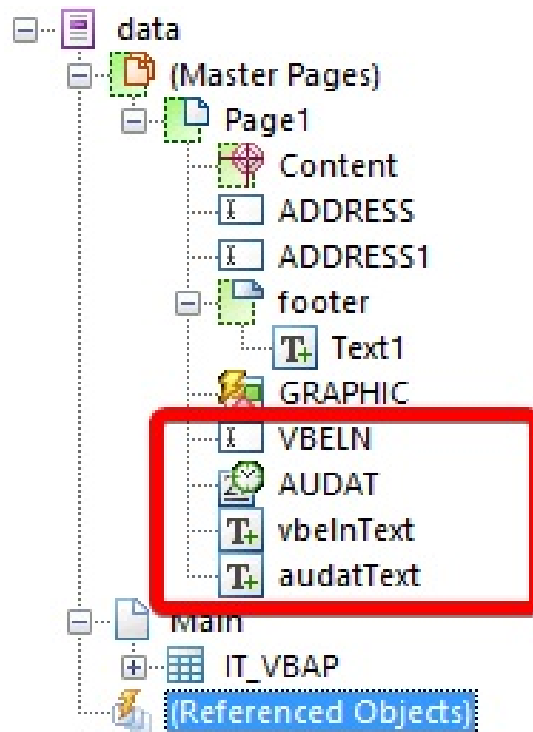 data
(Master Pages)
Page1
Content
ADDRESS
ADDRESS1
footer
Text1
GRAPHIC
VBELN
AUDAT
vbelnText
audatText
Main
IT_VBAP
(Referenced Objects)